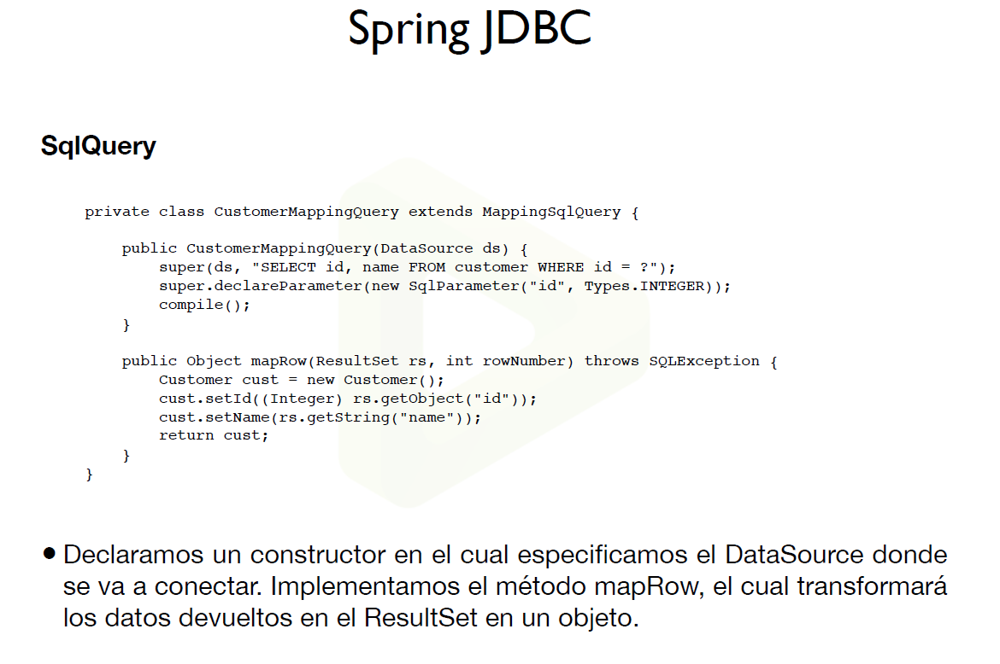 Spring JDBC
SqlQuery
private class CustomerMappingQuery extends MappingSqlQuery {
public CustomerMappingQuery(DataSource ds) {
super(ds, "SELECT id, name FROM customer WHERE id = ?");
super.declareParameter(new SqlParameter("id", Types.INTEGER));
compile();
}
public Object mapRow(ResultSet rs, int rowNumber) throws SQLException {
Customer cust = new Customer();
cust.setId((Integer) rs.getObject("id"));
cust.setName(rs.getString("name"));
return cust;
}
}
• Declaramos un constructor en el cual especificamos el DataSource donde
se va a conectar. Implementamos el método mapRow, el cual transformará
los datos devueltos en el ResultSet en un objeto.